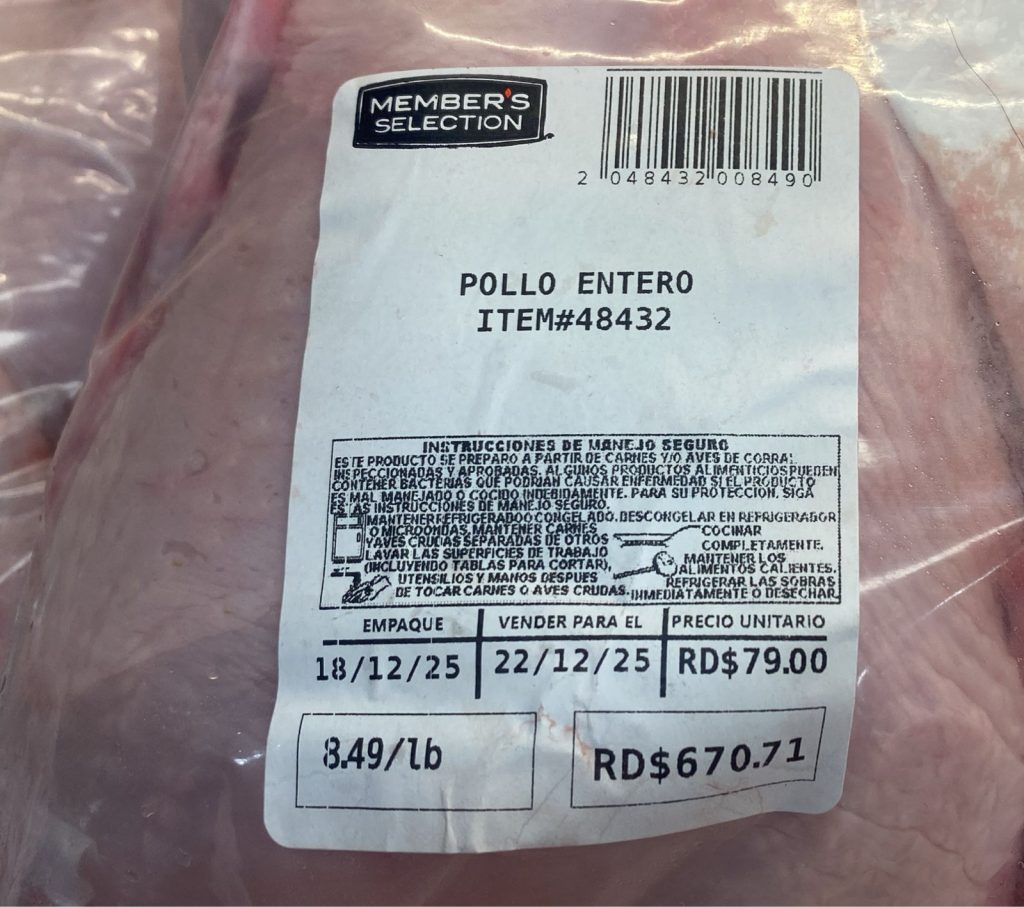 MEMBER'S
SELECTION
2 048432 008490
POLLO ENTERO
ITEM#48432
INSTRUCCIONES DE MANEJO SEGURO
ESTE PRODUCTO SE PREPARO A PARTIR DE CARNES Y/O AVES DE CORRAL
INSPECCIONADAS Y APROBADAS. ALGUNOS PRODUCTOS ALIMENTICIOS PUEDEN
CONTENER BACTERIAS QUE PODRIAN CAUSAR ENFERMEDAD SI EL PRODUCTO
ES MAL MANEJADO O COCIDO INDEBIDAMENTE. PARA SU PROTECCION, SIGA
ESTAS INSTRUCCIONES DE MANEJO SEGURO.
MANTENER REFRIGERADO O CONGELADO. DESCONGELAR EN REFRIGERADOR
O MICROONDAS. MANTENER CARNES
Y AVES CRUDAS SEPARADAS DE OTROS
LAVAR LAS SUPERFICIES DE TRABAJO
(INCLUYENDO TABLAS PARA CORTAR),
UTENSILIOS Y MANOS DESPUES
DE TOCAR CARNES O AVES CRUDAS.
COCINAR
COMPLETAMENTE.
MANTENER LOS
ALIMENTOS CALIENTES.
REFRIGERAR LAS SOBRAS
INMEDIATAMENTE O DESECHAR.
EMPAQUE VENDER PARA EL PRECIO UNITARIO
18/12/25 22/12/25 RD$79.00
8.49/lb RD$670.71